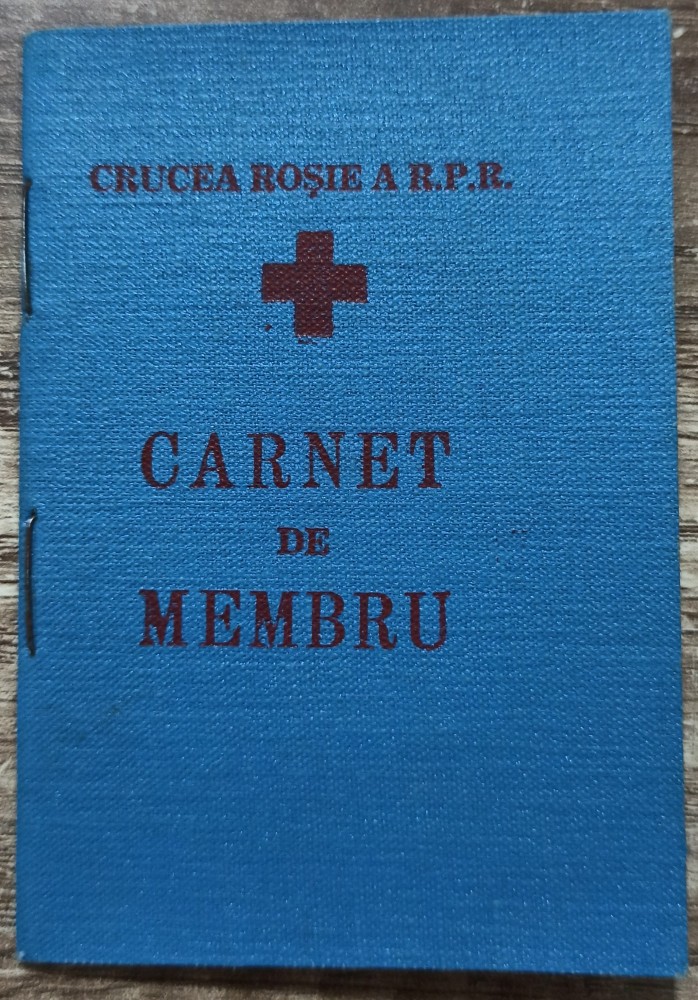 CRUCEA ROȘIE A R.P.R.
CARNET
DE
MEMBRU